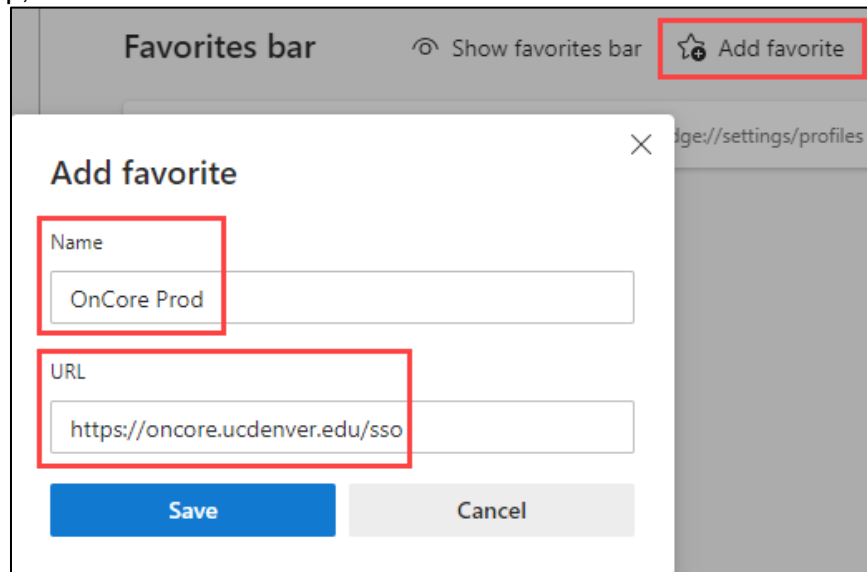 p,
Favorites bar Show favorites bar Add favorite
dge://settings/profiles
Add favorite
Name
OnCore Prod
URL
https://oncore.ucdenver.edu/sso
Save Cancel